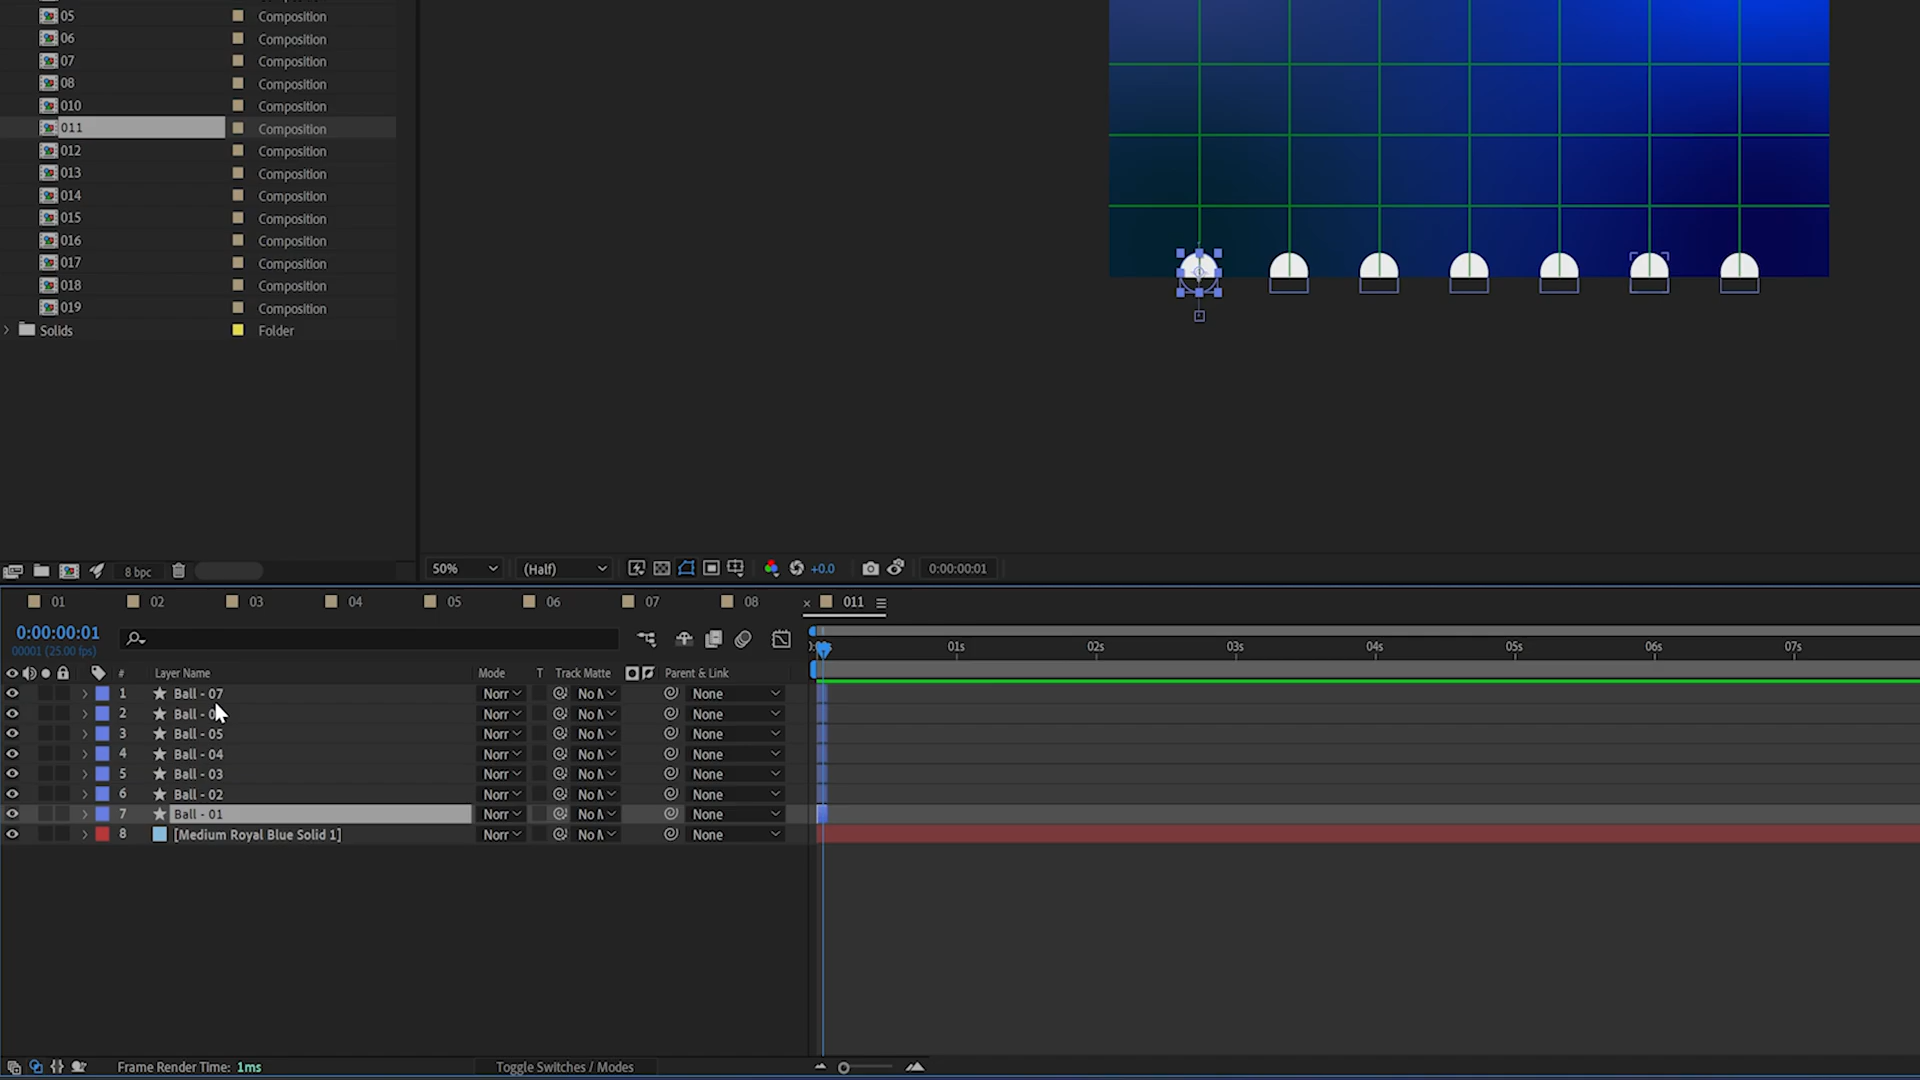 05 Composition
06 Composition
07 Composition
08 Composition
010 Composition
011 Composition
012 Composition
013 Composition
014 Composition
015 Composition
016 Composition
017 Composition
018 Composition
019 Composition
Solids Folder
8 bpc 50% (Half) +0.0 0:00:00:01
01 02 03 04 05 06 07 08 × 011
0:00:00:01
00001 (25.00 fps) 01s 02s 03s 04s 05s 06s 07s
# Layer Name Mode T Track Matte Parent & Link
1 Ball - 07 Norr No M None
2 Ball - Norr No M None
3 Ball - 05 Norr No M None
4 Ball - 04 Norr No M None
5 Ball - 03 Norr No M None
6 Ball - 02 Norr No M None
7 Ball - 01 Norr No M None
8 [Medium Royal Blue Solid 1] Norr No M None
Frame Render Time: 1ms Toggle Switches / Modes